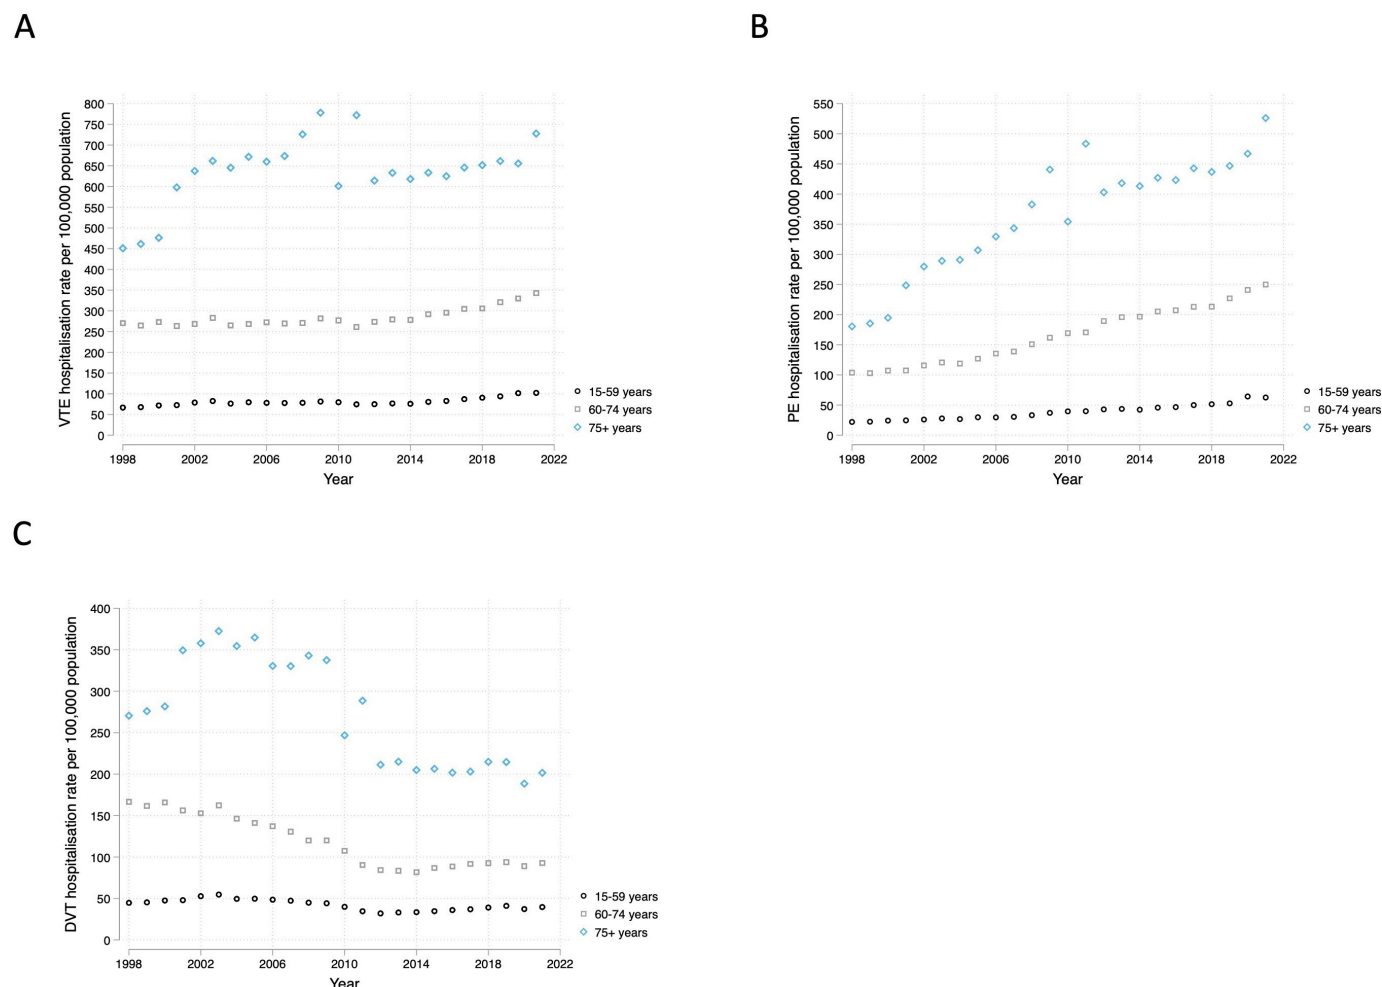 A
VTE hospitalisation rate per 100,000 population
800
750
700
650
600
550
500
450
400
350
300
250
200
150
100
50
0
1998 2002 2006 2010 2014 2018 2022
Year
15-59 years
60-74 years
75+ years
B
PE hospitalisation rate per 100,000 population
550
500
450
400
350
300
250
200
150
100
50
0
1998 2002 2006 2010 2014 2018 2022
Year
15-59 years
60-74 years
75+ years
C
DVT hospitalisation rate per 100,000 population
400
350
300
250
200
150
100
50
0
1998 2002 2006 2010 2014 2018 2022
Year
15-59 years
60-74 years
75+ years